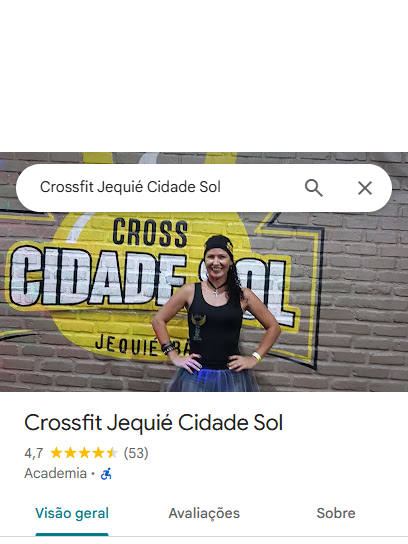 Crossfit Jequié Cidade Sol
CROSS
CIDADE SOL
JEQUIÉ BA
Crossfit Jequié Cidade Sol
4,7 (53)
Academia ·
Visão geral Avaliações Sobre